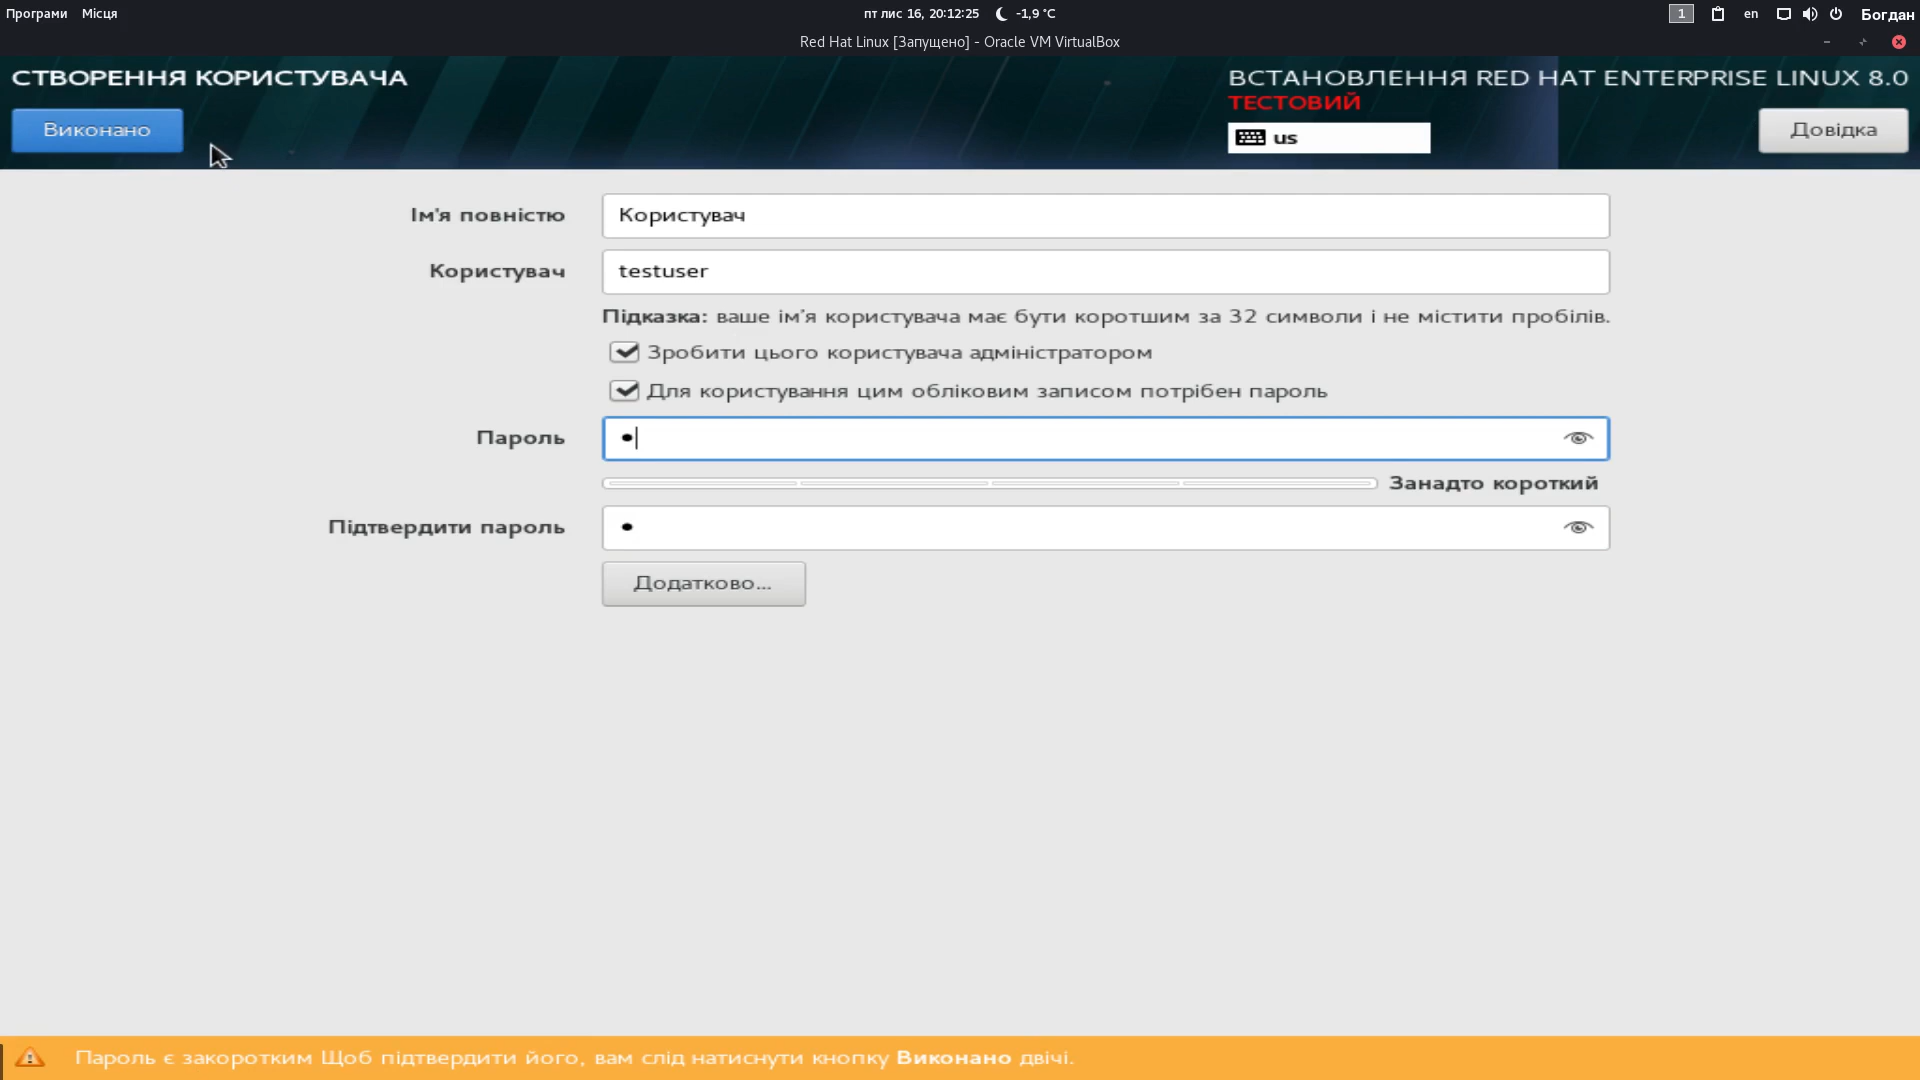 Програми Місця пт лис 16, 20:12:25 -1,9 °C 1 en Богдан
Red Hat Linux [Запущено] - Oracle VM VirtualBox
СТВОРЕННЯ КОРИСТУВАЧА
ВСТАНОВЛЕННЯ RED HAT ENTERPRISE LINUX 8.0
ТЕСТОВИЙ
Виконано
us
Довідка
Ім'я повністю Користувач
Користувач testuser
Підказка: ваше ім’я користувача має бути коротшим за 32 символи і не містити пробілів.
Зробити цього користувача адміністратором
Для користування цим обліковим записом потрібен пароль
Пароль ●
Занадто короткий
Підтвердити пароль ●
Додатково...
Пароль є закоротким Щоб підтвердити його, вам слід натиснути кнопку Виконано двічі.